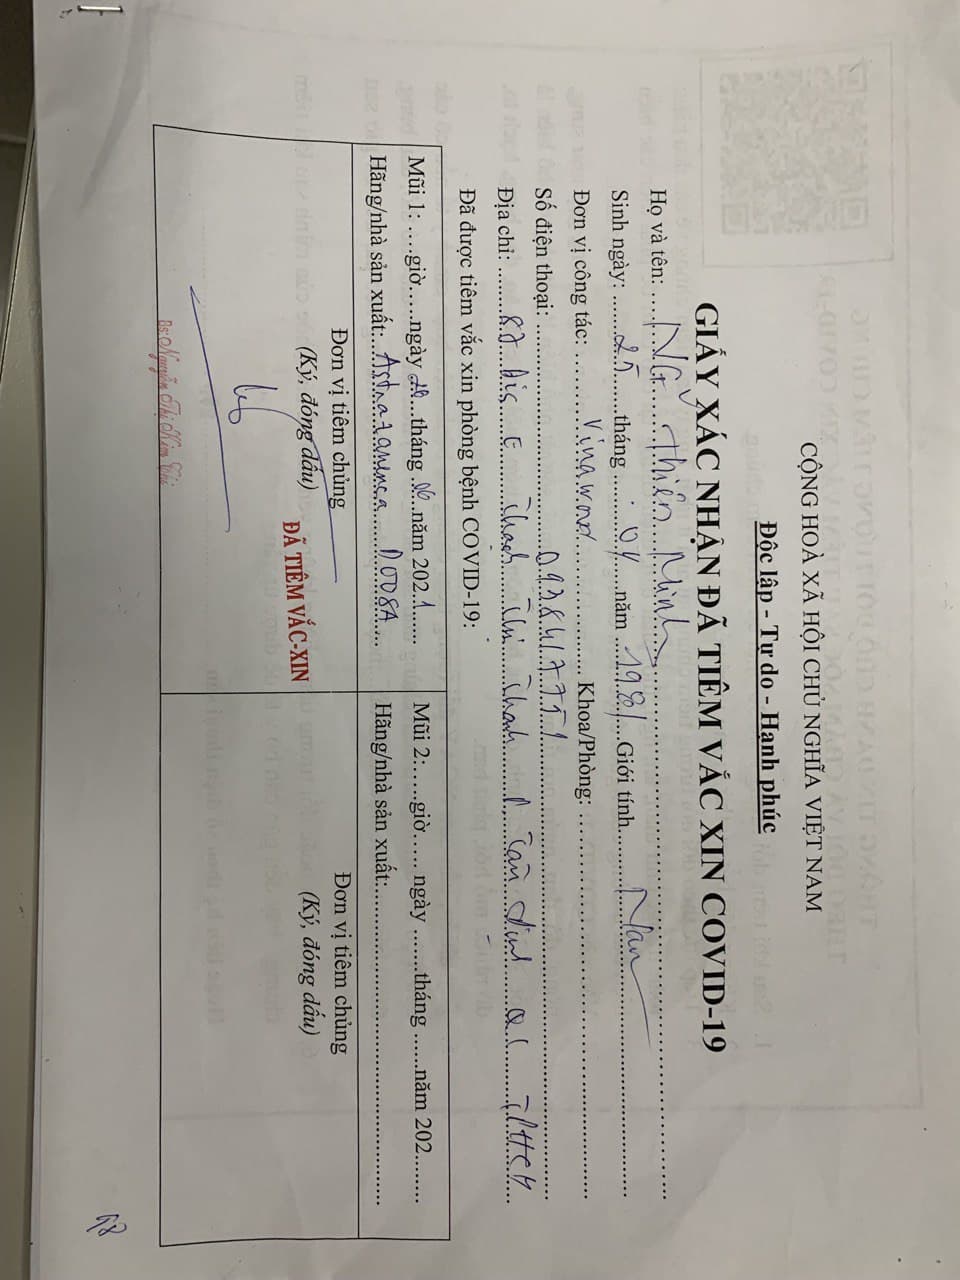 CỘNG HOÀ XÃ HỘI CHỦ NGHĨA VIỆT NAM
Độc lập - Tự do - Hạnh phúc
GIẤY XÁC NHẬN ĐÃ TIÊM VẮC XIN COVID-19
Họ và tên: .... NG~ Thiên Minh
Sinh ngày: ...... 25 ......tháng ...... 04 ......năm .. 1981 ....Giới tính.......... Nam
Đơn vị công tác: ............ Khoa/Phòng: ............
Số điện thoại: ............ 0938417751
Địa chỉ: ...... 87 Bis E Thạch Thị Thanh P. Tân Định Q1 TPHCM
Đã được tiêm vắc xin phòng bệnh COVID-19:
Mũi 1: ....giờ.....ngày 20 ...tháng 06 ..năm 2021.....
Hãng/nhà sản xuất:.. Astrazeneca D008A
Mũi 2:.....giờ..... ngày ......tháng ......năm 202........
Hãng/nhà sản xuất:............
Đơn vị tiêm chủng
(Ký, đóng dấu)
ĐÃ TIÊM VẮC-XIN
Bs: Nguyễn Thị Kim Chi
Đơn vị tiêm chủng
(Ký, đóng dấu)
98